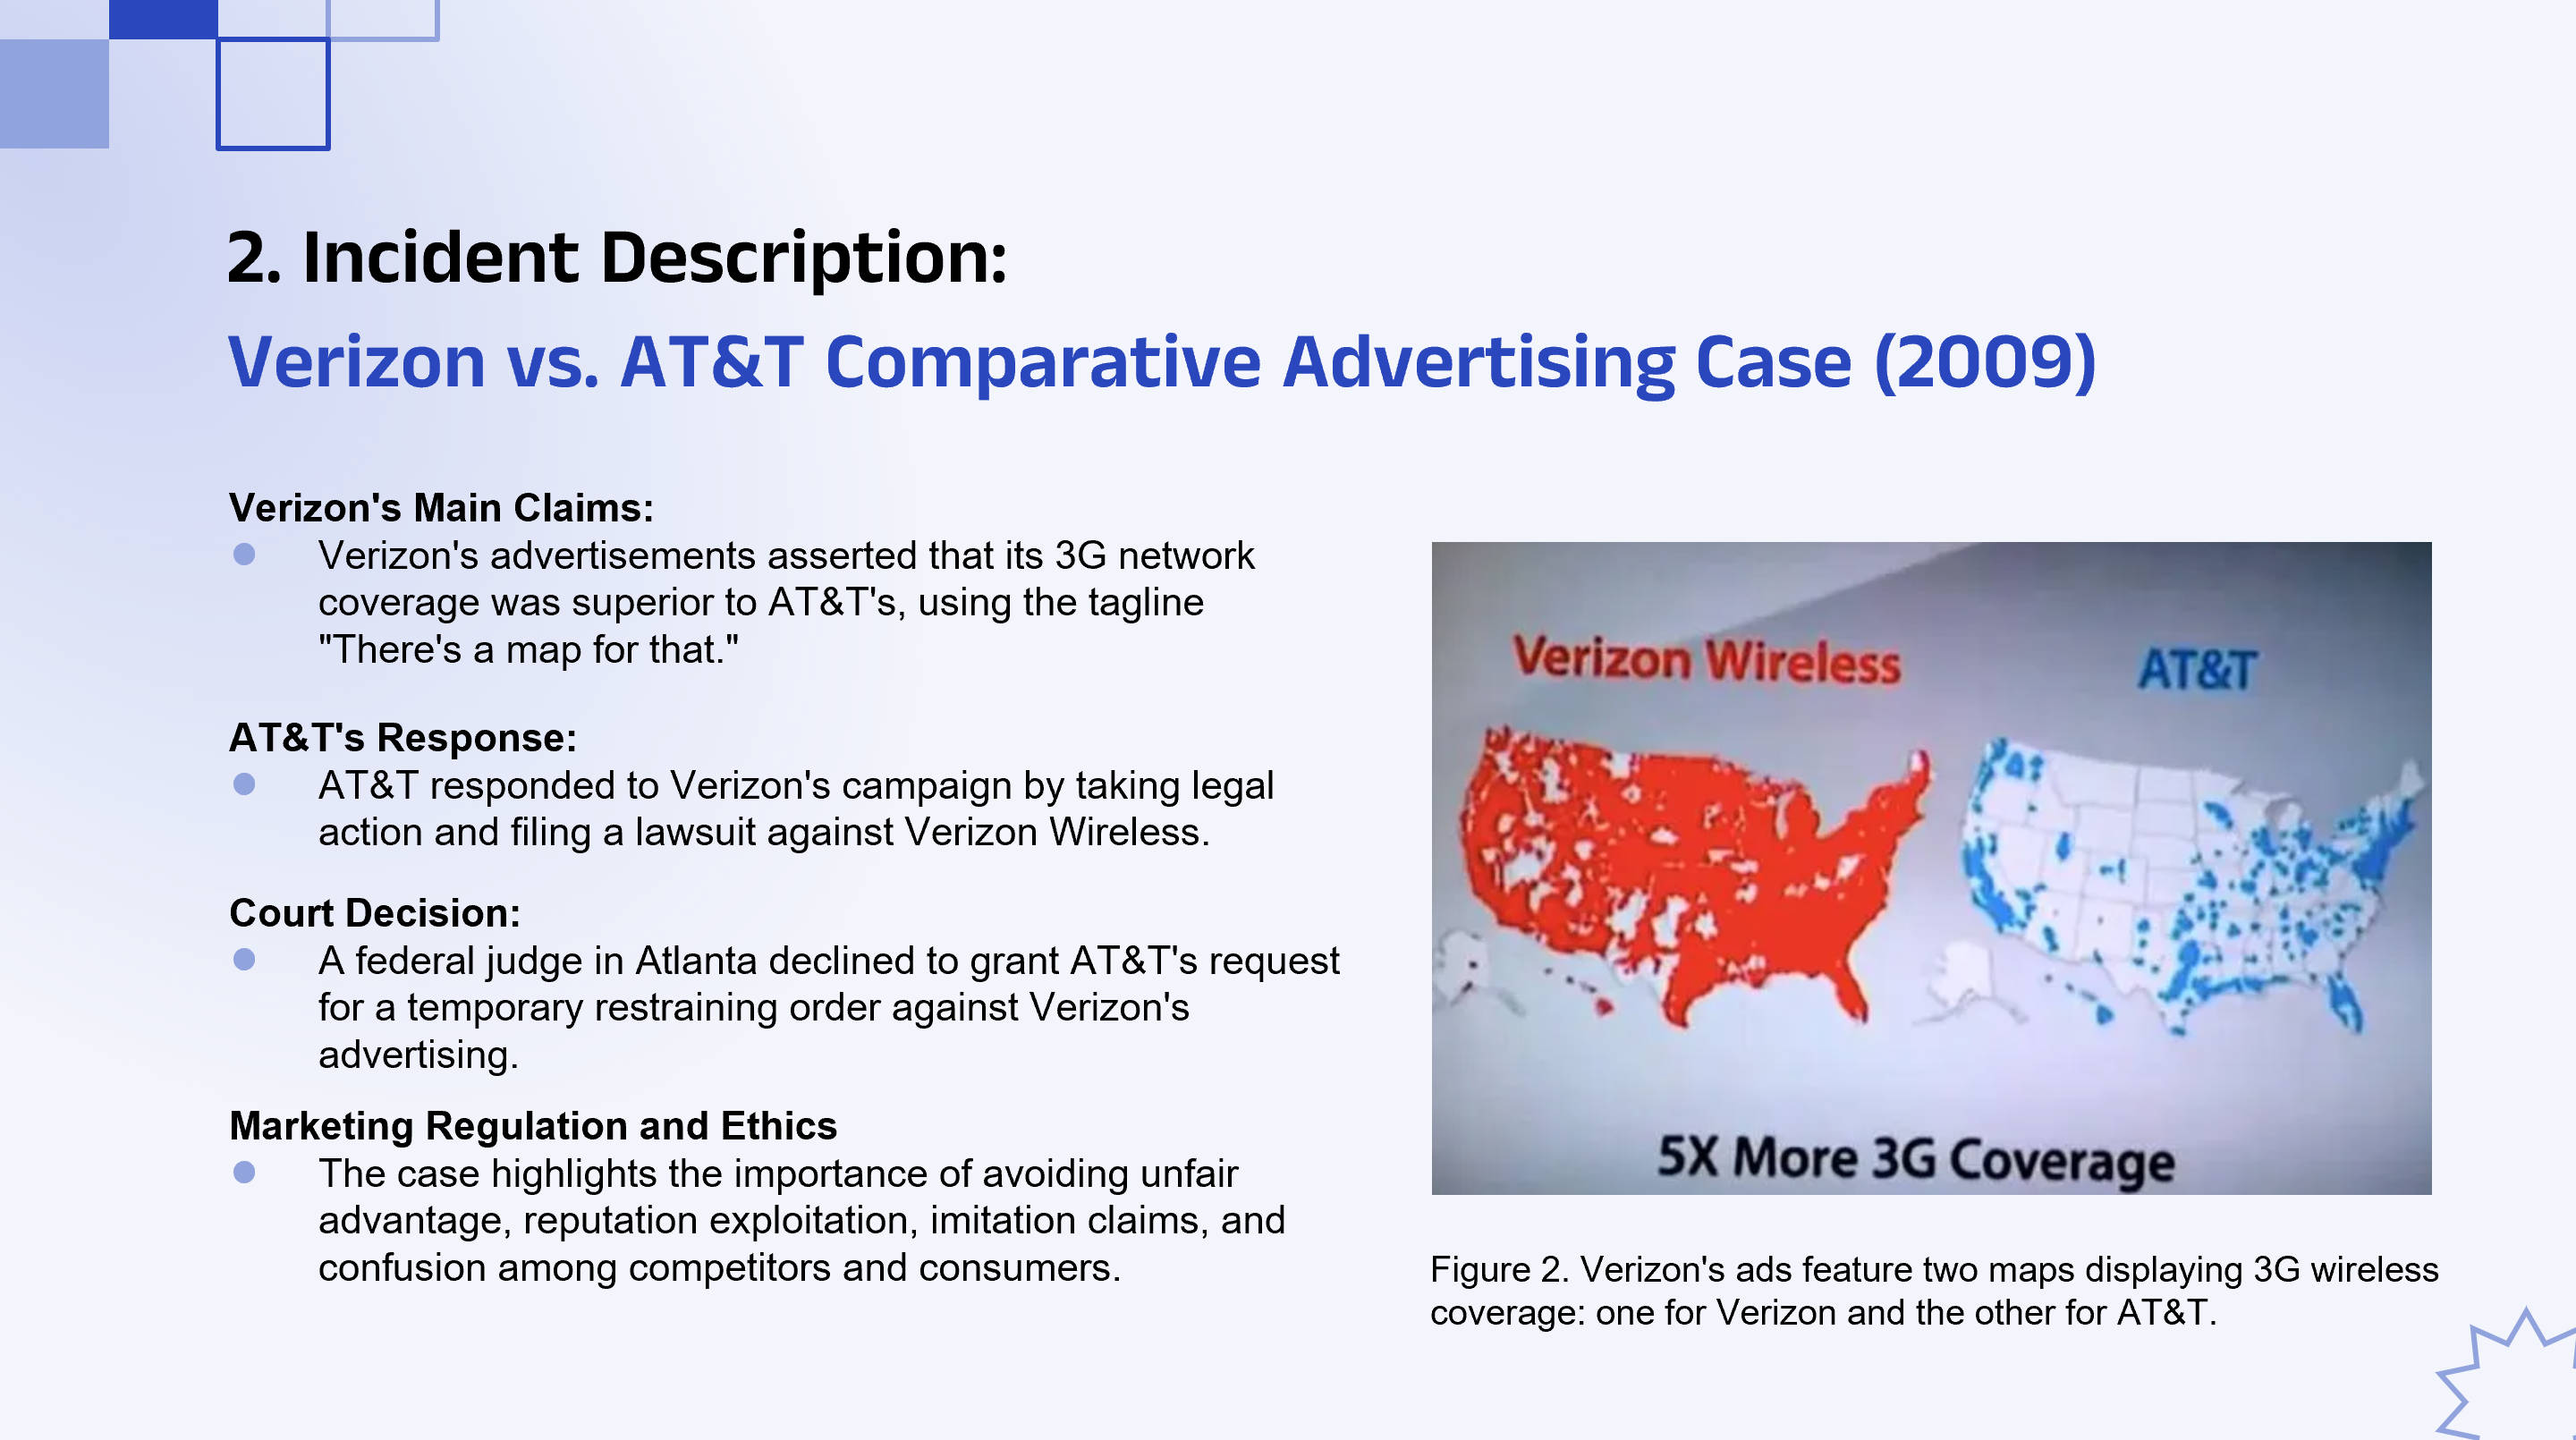 2. Incident Description:
Verizon vs. AT&T Comparative Advertising Case (2009)
Verizon's Main Claims:
Verizon's advertisements asserted that its 3G network
coverage was superior to AT&T's, using the tagline
"There's a map for that."
AT&T's Response:
AT&T responded to Verizon's campaign by taking legal
action and filing a lawsuit against Verizon Wireless.
Court Decision:
A federal judge in Atlanta declined to grant AT&T's request
for a temporary restraining order against Verizon's
advertising.
Marketing Regulation and Ethics
The case highlights the importance of avoiding unfair
advantage, reputation exploitation, imitation claims, and
confusion among competitors and consumers.
Verizon Wireless
AT&T
5X More 3G Coverage
Figure 2. Verizon's ads feature two maps displaying 3G wireless
coverage: one for Verizon and the other for AT&T.